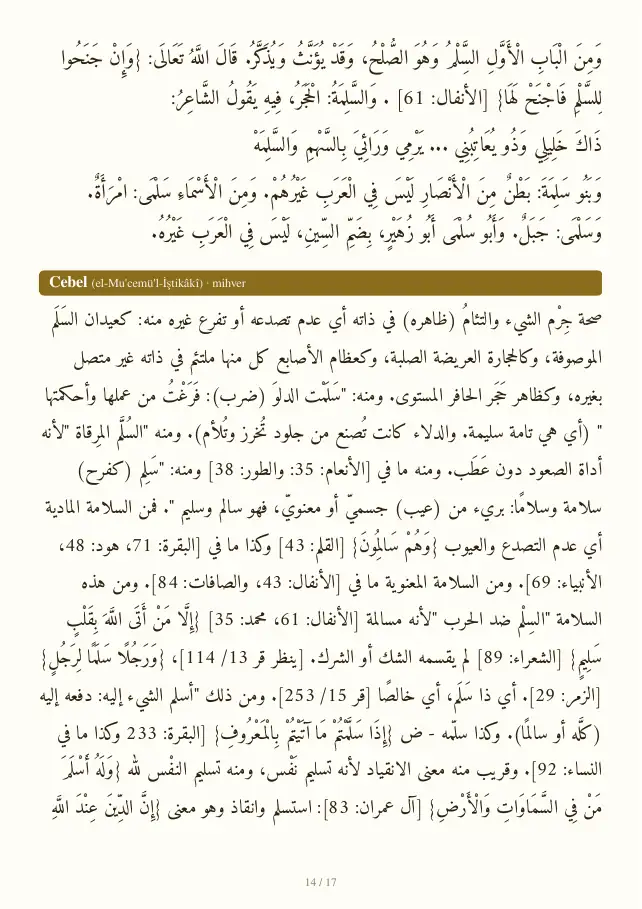 وَمِنَ الْبَابِ الْأَوَّلِ السَّلْمُ وَهُوَ الصُّلْحُ، وَقَدْ يُؤَنَّثُ وَيُذَكَّرُ. قَالَ اللَّهُ تَعَالَى: {وَإِنْ جَنَحُوا
لِلسَّلْمِ فَاجْنَحْ لَهَا} [الأنفال: 61] . وَالسَّلِمَةُ: الْحَجَرُ، فِيهِ يَقُولُ الشَّاعِرُ:
ذَاكَ خَلِيلِي وَذُو يُعَاتِبُنِي ... يَرْمِي وَرَائِيَ بِالسَّهْمِ وَالسَّلِمَهْ
وَبَنُو سَلِمَةَ: بَطْنٌ مِنَ الْأَنْصَارِ لَيْسَ فِي الْعَرَبِ غَيْرُهُمْ. وَمِنَ الْأَسْمَاءِ سَلْمَى: امْرَأَةٌ.
وَسَلْمَى: جَبَلٌ. وَأَبُو سُلْمَى أَبُو زُهَيْرٍ، بِضَمِّ السِّينِ، لَيْسَ فِي الْعَرَبِ غَيْرُهُ.
Cebel (el-Mu'cemü'l-İştikâkî) · mihver
صحة جِرْم الشيء والتئامُ (ظاهره) في ذاته أي عدم تصدعه أو تفرع غيره منه: كعيدان السَلَم
الموصوفة، وكالحجارة العريضة الصلبة، وكعظام الأصابع كل منها ملتئم في ذاته غير متصل
بغيره، وكظاهر حَجَر الحافر المستوى. ومنه: "سَلَمْت الدلوَ (ضرب): فَرَغْتُ من عملها وأحكمتها
" (أي هي تامة سليمة. والدلاء كانت تُصنع من جلود تُخرز وتُلأم). ومنه "السُلَّم المِرقاة "لأنه
أداة الصعود دون عَطَب. ومنه ما في [الأنعام: 35: والطور: 38] ومنه: "سَلِم (كفرح)
سلامة وسلامًا: بريء من (عيب) جسميّ أو معنويّ، فهو سالم وسليم ". فمن السلامة المادية
أي عدم التصدع والعيوب {وَهُمْ سَالِمُونَ} [القلم: 43] وكذا ما في [البقرة: 71، هود: 48،
الأنبياء: 69]. ومن السلامة المعنوية ما في [الأنفال: 43، والصافات: 84]. ومن هذه
السلامة "السِلْم ضد الحرب "لأنه مسالمة [الأنفال: 61، محمد: 35] {إِلَّا مَنْ أَتَى اللَّهَ بِقَلْبٍ
سَلِيمٍ} [الشعراء: 89] لم يقسمه الشك أو الشرك. [ينظر قر 13/ 114]، {وَرَجُلًا سَلَمًا لِرَجُلٍ}
[الزمر: 29]. أي ذا سَلَم، أي خالصًا [قر 15/ 253]. ومن ذلك "أسلم الشيء إليه: دفعه إليه
(كلَّه أو سالمًا). وكذا سلّمه - ض {إِذَا سَلَّمْتُمْ مَا آتَيْتُمْ بِالْمَعْرُوفِ} [البقرة: 233 وكذا ما في
النساء: 92]. وقريب منه معنى الانقياد لأنه تسليم نَفْس، ومنه تسليم النفْس لله {وَلَهُ أَسْلَمَ
مَنْ فِي السَّمَاوَاتِ وَالْأَرْضِ} [آل عمران: 83]: استسلم وانقاد وهو معنى {إِنَّ الدِّينَ عِنْدَ اللَّهِ
14 / 17